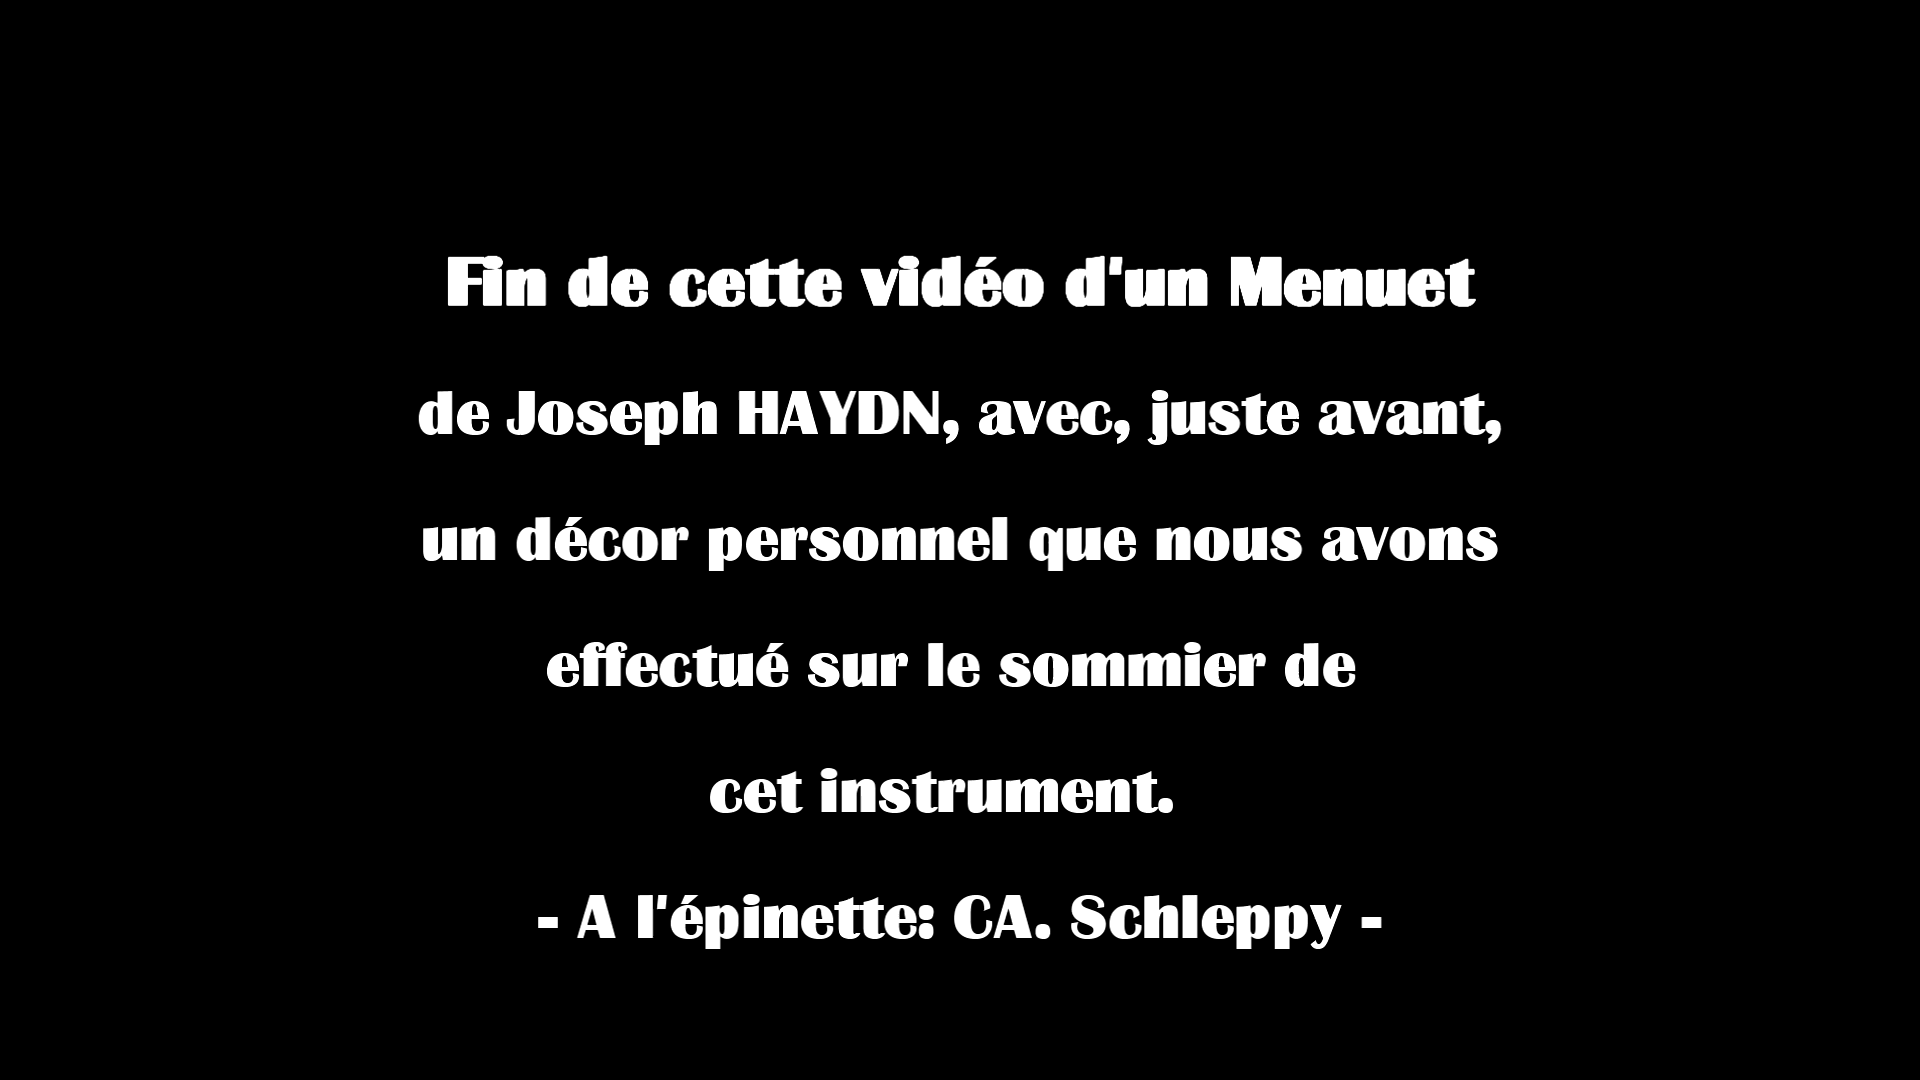 Fin de cette vidéo d'un Menuet
de Joseph HAYDN, avec, juste avant,
un décor personnel que nous avons
effectué sur le sommier de
cet instrument.
- A l'épinette: CA. Schleppy -